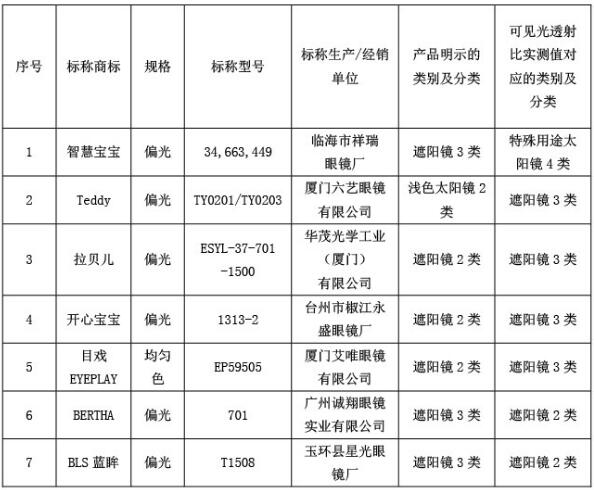 序号
标称商标
规格
标称型号
标称生产/经销
单位
产品明示的
类别及分类
可见光透射
比实测值对
应的类别及
分类
1
智慧宝宝
偏光
34,663,449
临海市祥瑞
眼镜厂
遮阳镜 3 类
特殊用途太
阳镜 4 类
2
Teddy
偏光
TY0201/TY0203
厦门六艺眼镜
有限公司
浅色太阳镜 2
类
遮阳镜 3 类
3
拉贝儿
偏光
ESYL-37-701
-1500
华茂光学工业
（厦门）
有限公司
遮阳镜 2 类
遮阳镜 3 类
4
开心宝宝
偏光
1313-2
台州市椒江永
盛眼镜厂
遮阳镜 2 类
遮阳镜 3 类
5
目戏
EYEPLAY
均匀
色
EP59505
厦门艾唯眼镜
有限公司
遮阳镜 2 类
遮阳镜 3 类
6
BERTHA
偏光
701
广州诚翔眼镜
实业有限公司
遮阳镜 3 类
遮阳镜 2 类
7
BLS 蓝眸
偏光
T1508
玉环县星光眼
镜厂
遮阳镜 3 类
遮阳镜 2 类